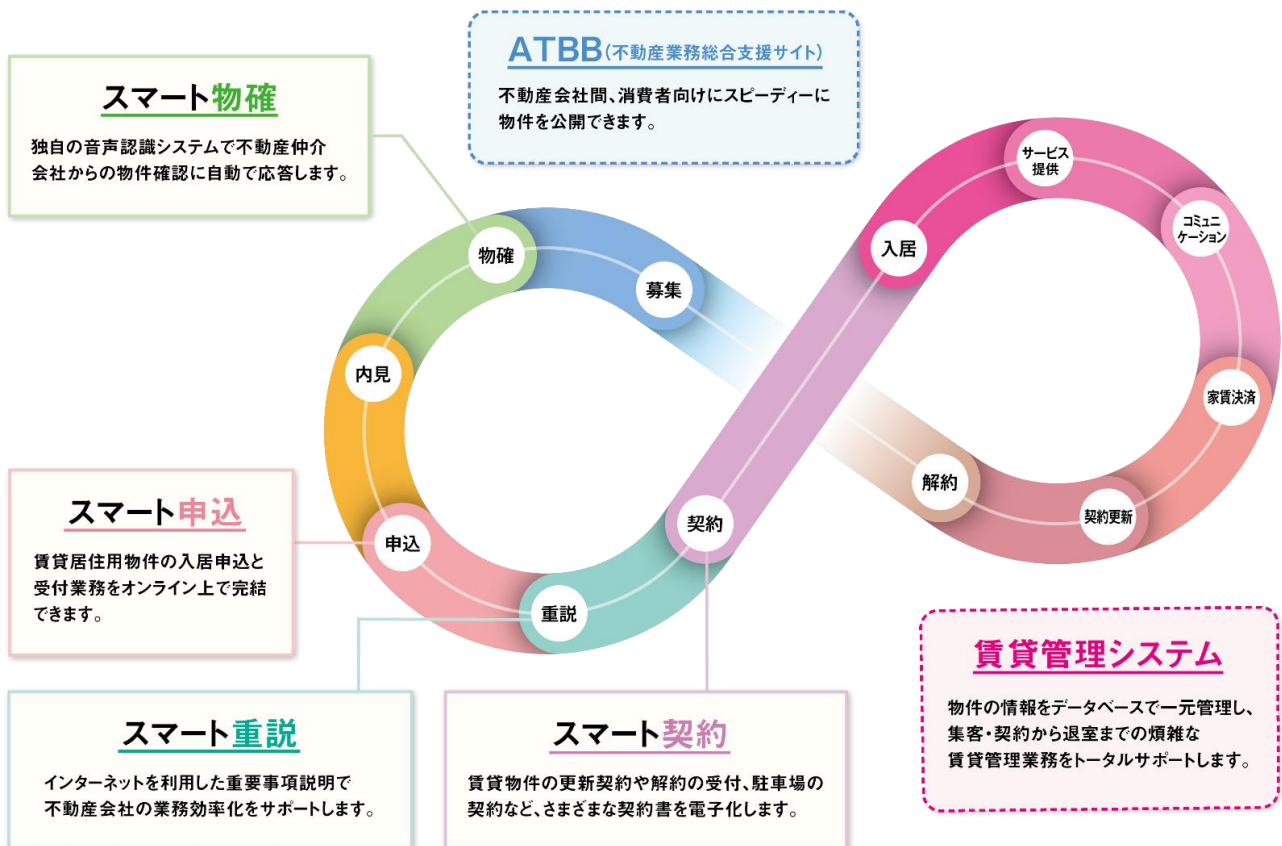 ATBB(不動産業務総合支援サイト)
不動産会社間、消費者向けにスピーディーに
物件を公開できます。
スマート物確
独自の音声認識システムで不動産仲介
会社からの物件確認に自動で応答します。
サービス
提供
コミュニ
ケーション
入居
物確
募集
内見
家賃決済
解約
契約更新
契約
申込
重説
スマート申込
賃貸居住用物件の入居申込と
受付業務をオンライン上で完結
できます。
賃貸管理システム
物件の情報をデータベースで一元管理し、
集客・契約から退室までの煩雑な
賃貸管理業務をトータルサポートします。
スマート重説
インターネットを利用した重要事項説明で
不動産会社の業務効率化をサポートします。
スマート契約
賃貸物件の更新契約や解約の受付、駐車場の
契約など、さまざまな契約書を電子化します。